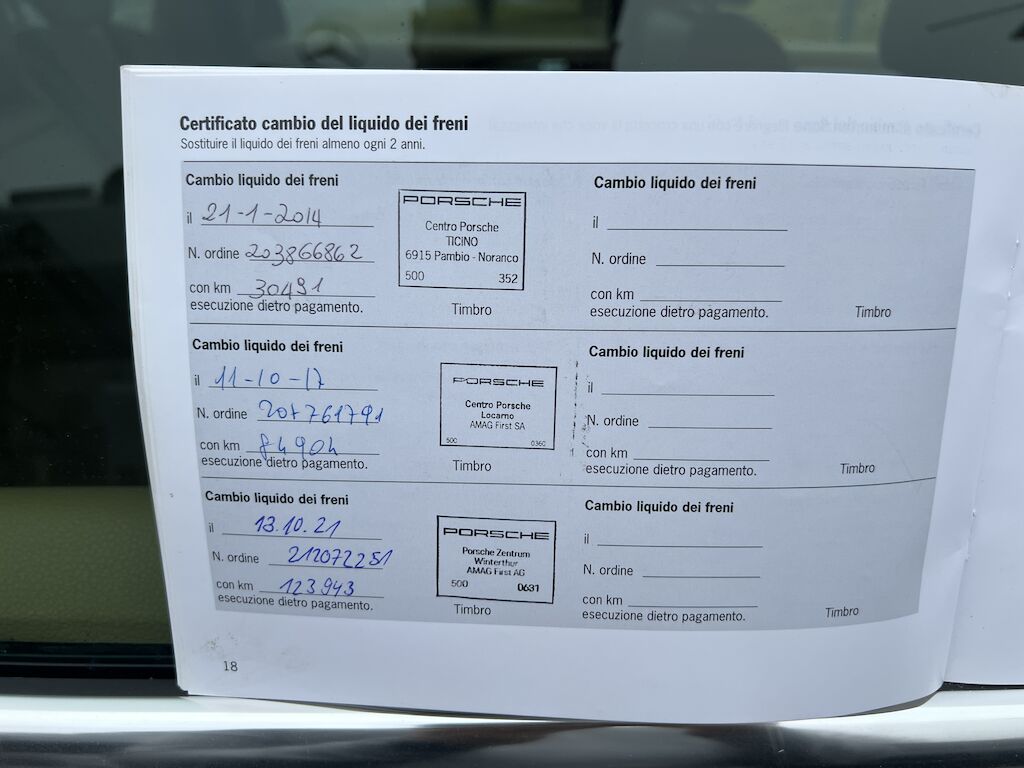 Certificato cambio del liquido dei freni
Sostituire il liquido dei freni almeno ogni 2 anni.
Cambio liquido dei freni
il 21-1-2014
N. ordine 203866862
con km 30491
esecuzione dietro pagamento.
PORSCHE
Centro Porsche
TICINO
6915 Pambio - Noranco
500 352
Timbro
Cambio liquido dei freni
il 11-10-17
N. ordine 207761791
con km 84904
esecuzione dietro pagamento.
PORSCHE
Centro Porsche
Locarno
AMAG First SA
500 0360
Timbro
Cambio liquido dei freni
il 13.10.21
N. ordine 212072251
con km 123943
esecuzione dietro pagamento.
PORSCHE
Porsche Zentrum
Winterthur
AMAG First AG
500 0631
Timbro
Cambio liquido dei freni
il
N. ordine
con km
esecuzione dietro pagamento.
Timbro
Cambio liquido dei freni
il
N. ordine
con km
esecuzione dietro pagamento.
Timbro
Cambio liquido dei freni
il
N. ordine
con km
esecuzione dietro pagamento.
Timbro
18